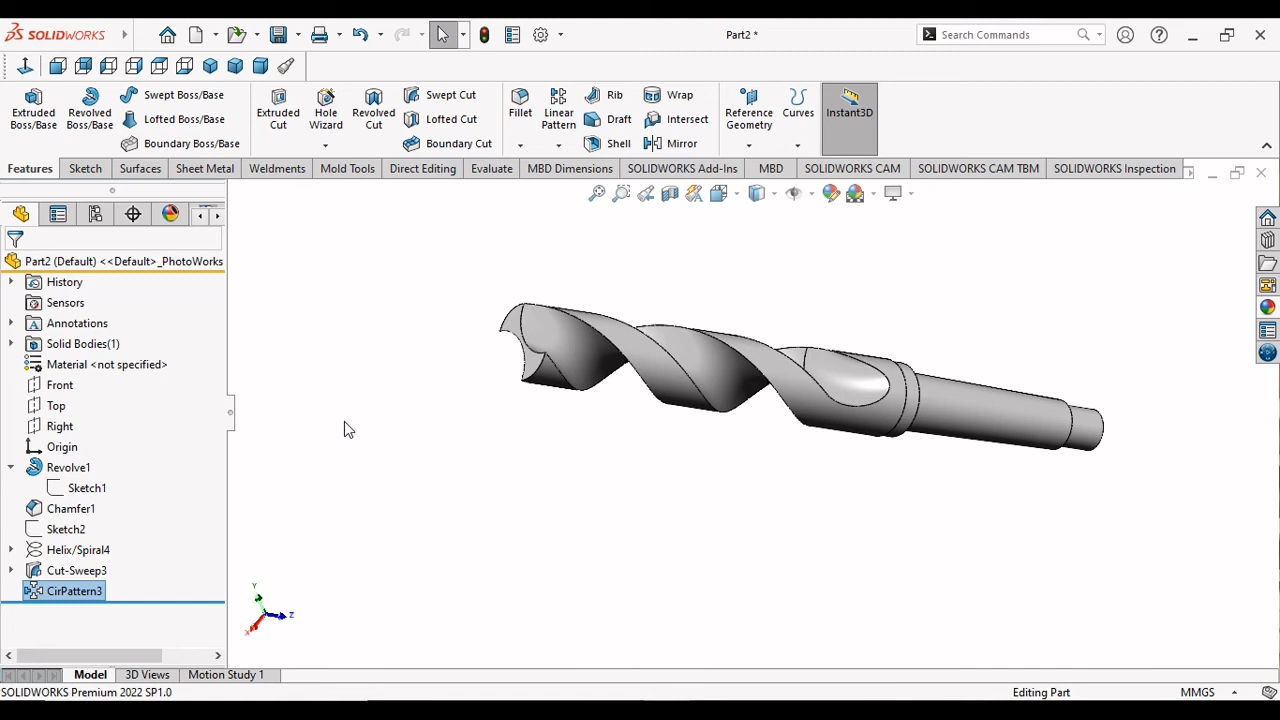 SOLIDWORKS
Part2 *
Search Commands
Extruded Boss/Base
Revolved Boss/Base
Swept Boss/Base
Lofted Boss/Base
Boundary Boss/Base
Extruded Cut
Hole Wizard
Revolved Cut
Swept Cut
Lofted Cut
Boundary Cut
Fillet
Linear Pattern
Rib
Draft
Shell
Wrap
Intersect
Mirror
Reference Geometry
Curves
Instant3D
Features Sketch Surfaces Sheet Metal Weldments Mold Tools Direct Editing Evaluate MBD Dimensions SOLIDWORKS Add-Ins MBD SOLIDWORKS CAM SOLIDWORKS CAM TBM SOLIDWORKS Inspection
Part2 (Default) <<Default>_PhotoWorks
History
Sensors
Annotations
Solid Bodies(1)
Material <not specified>
Front
Top
Right
Origin
Revolve1
Sketch1
Chamfer1
Sketch2
Helix/Spiral4
Cut-Sweep3
CirPattern3
Y
Z
X
Model 3D Views Motion Study 1
SOLIDWORKS Premium 2022 SP1.0
Editing Part
MMGS